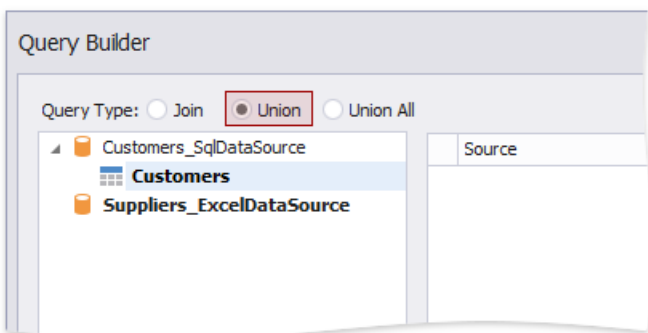 Query Builder
Query Type: Join Union Union All
Customers_SqlDataSource
Source
Customers
Suppliers_ExcelDataSource